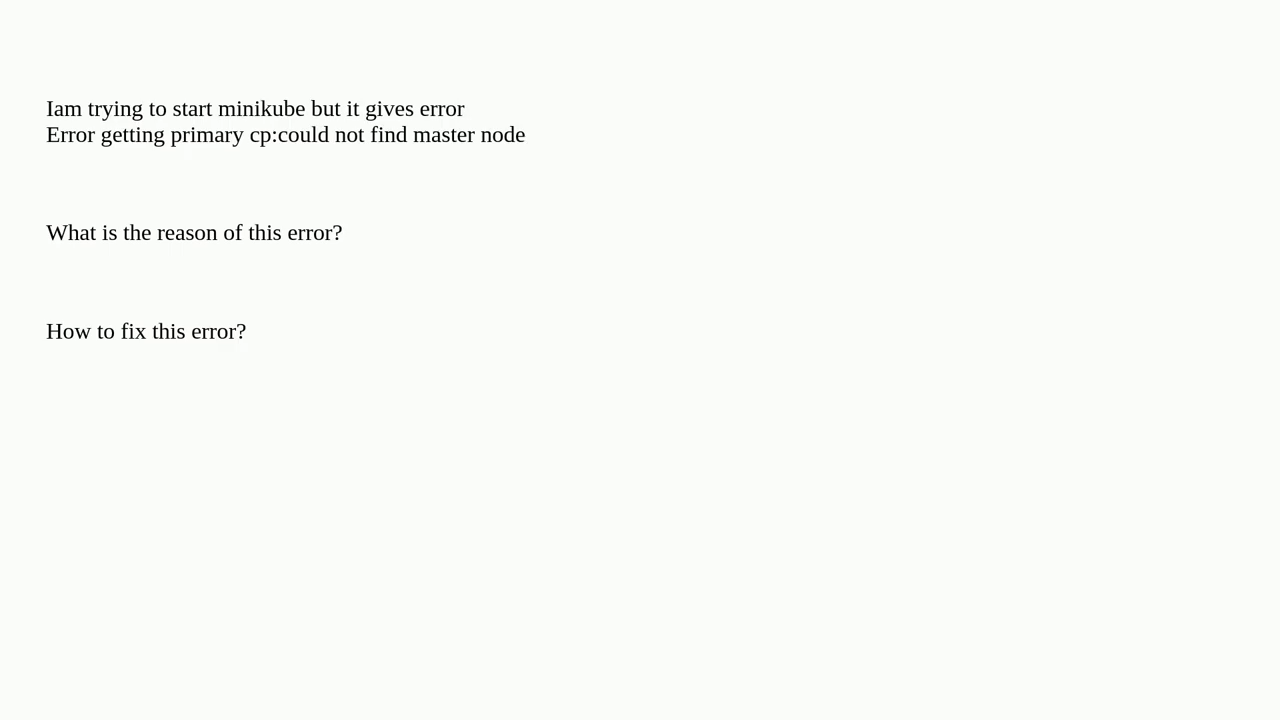 Iam trying to start minikube but it gives error
Error getting primary cp:could not find master node
What is the reason of this error?
How to fix this error?